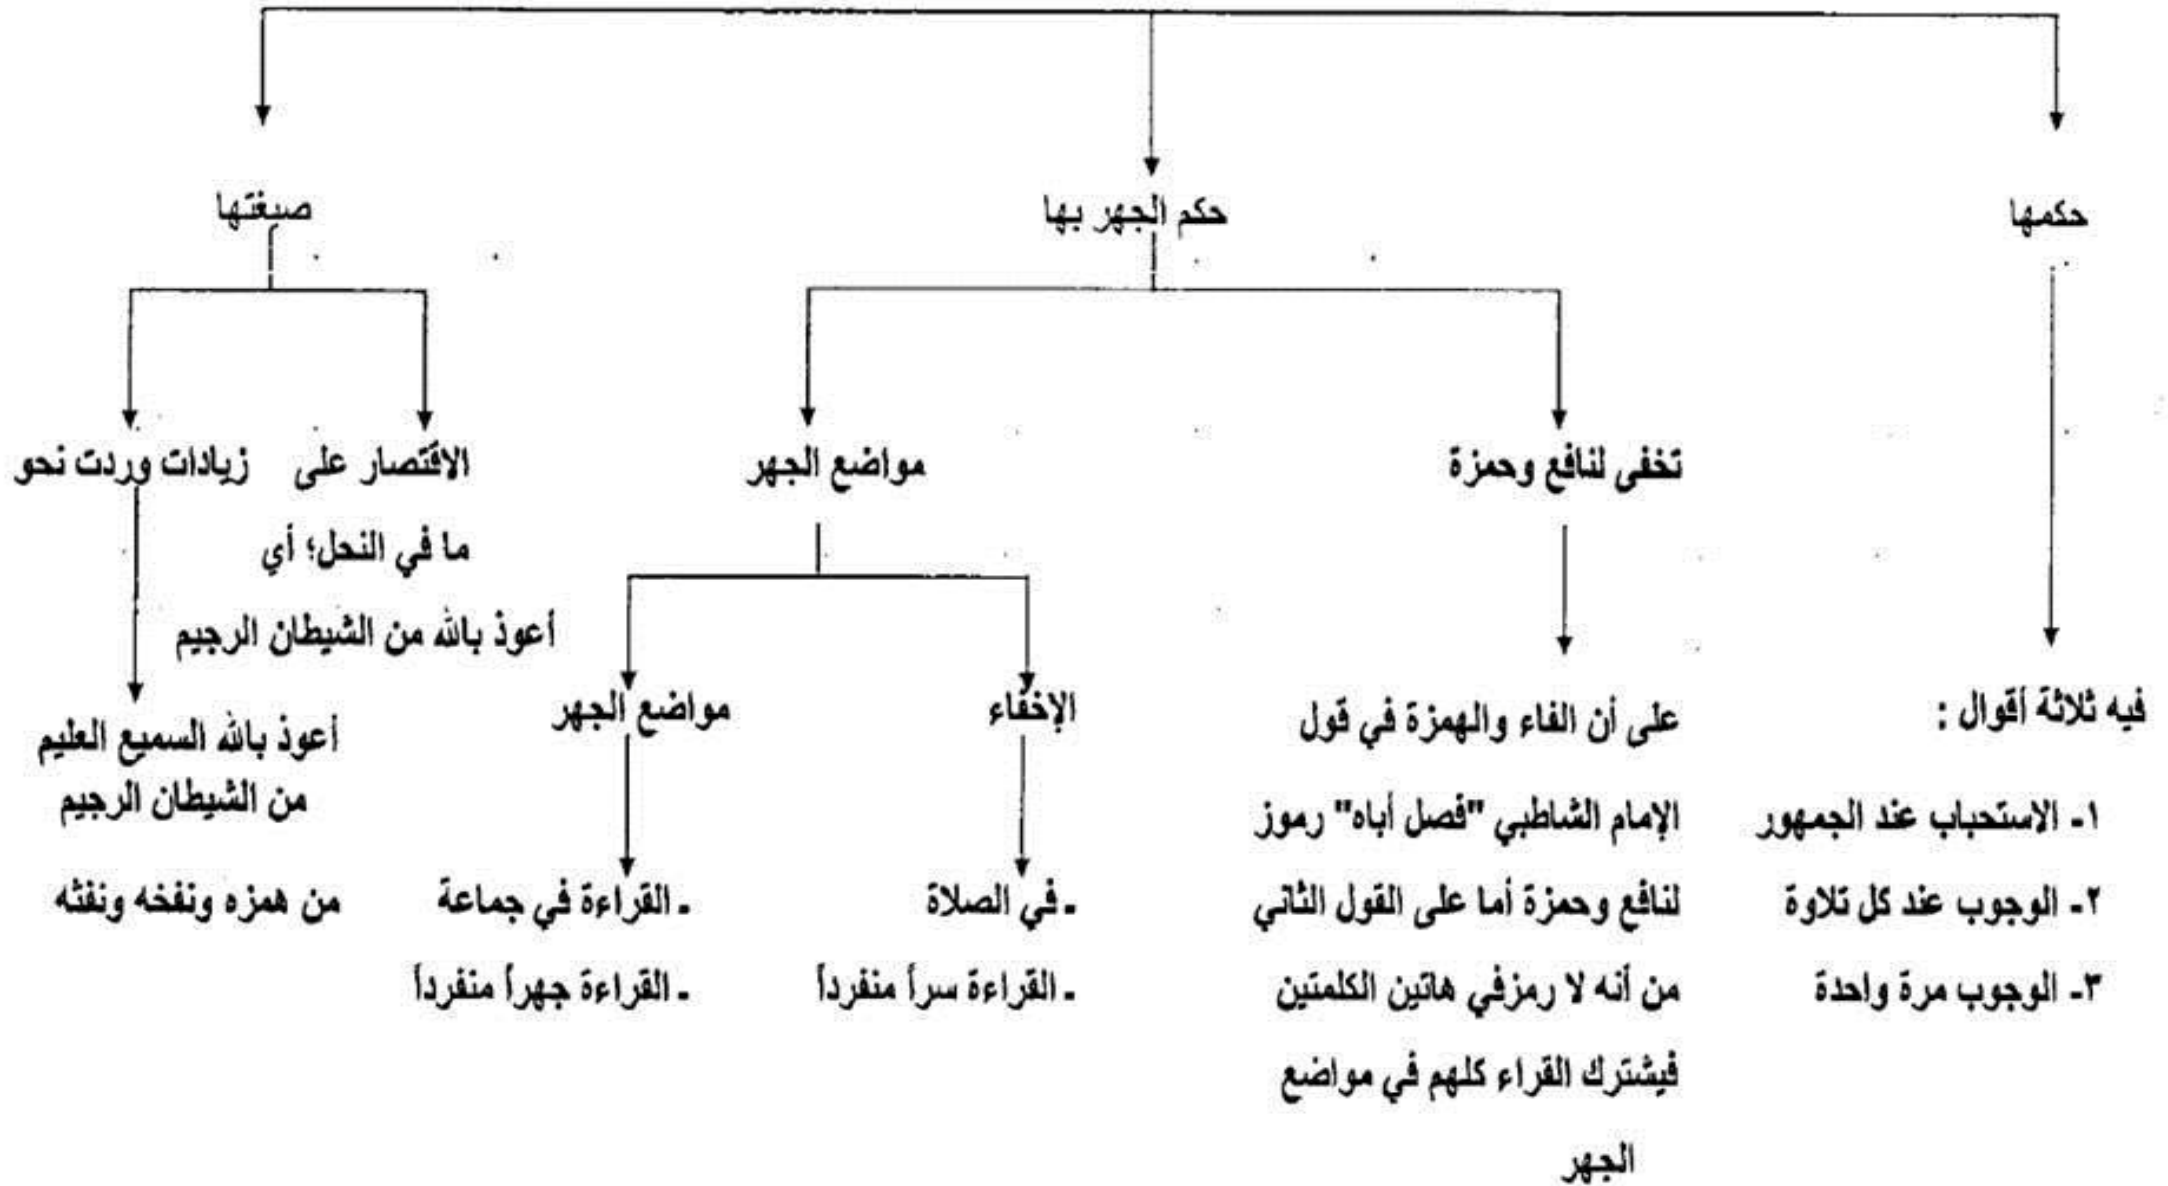 حكمها
حكم الجهر بها
صيغتها
فيه ثلاثة أقوال :
١- الاستحباب عند الجمهور
٢- الوجوب عند كل تلاوة
٣- الوجوب مرة واحدة
تخفى لنافع وحمزة
على أن الفاء والهمزة في قول
الإمام الشاطبي "فصل أباه" رموز
لنافع وحمزة أما على القول الثاني
من أنه لا رمزفي هاتين الكلمتين
فيشترك القراء كلهم في مواضع
الجهر
مواضع الجهر
الإخفاء
- في الصلاة
- القراءة سراً منفرداً
مواضع الجهر
- القراءة في جماعة
- القراءة جهراً منفرداً
الاقتصار على
ما في النحل؛ أي
أعوذ بالله من الشيطان الرجيم
زيادات وردت نحو
أعوذ بالله السميع العليم
من الشيطان الرجيم
من همزه ونفخه ونفثه